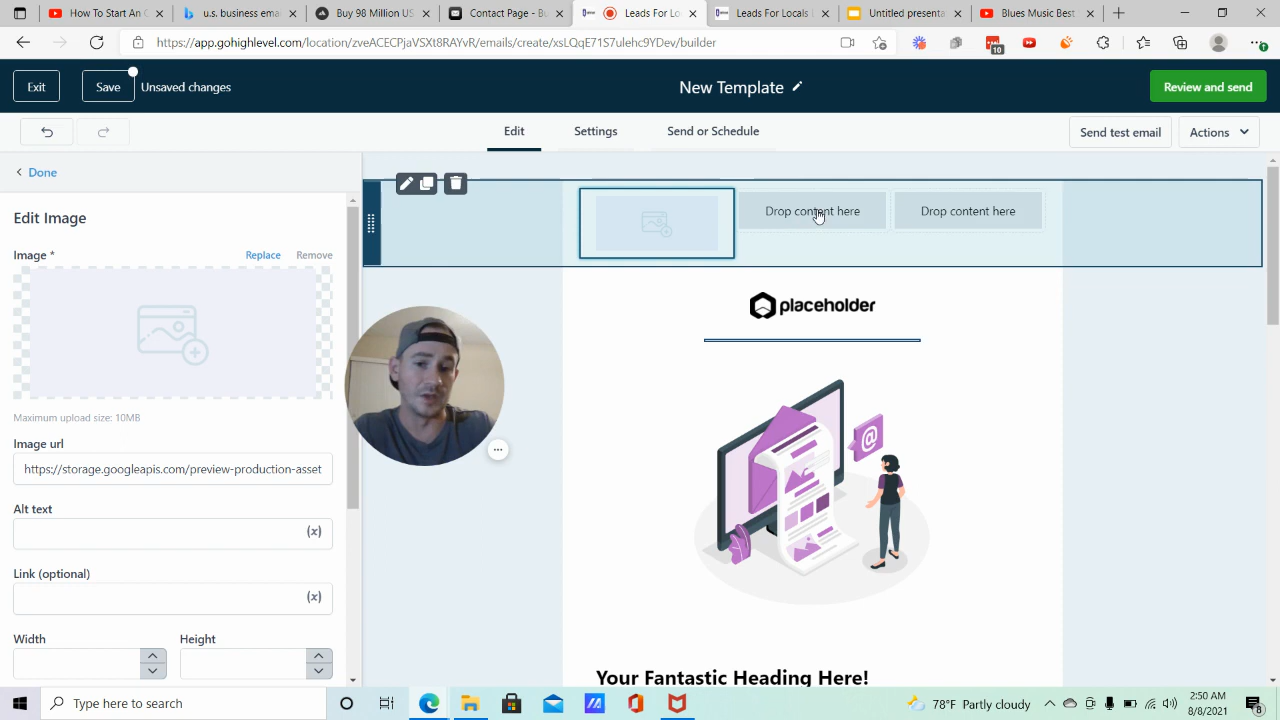 How To Start An
u.s. business ema
Buy 98 Million US
Contact Page - Bu
Leads For Lo
Leads For Locals
Untitled presenta
Blues Music Best
https://app.gohighlevel.com/location/zveACECPjaVSXt8RAYvR/emails/create/xsLQqE71S7ulehc9YDev/builder
10
Exit
Save
Unsaved changes
New Template
Review and send
Edit
Settings
Send or Schedule
Send test email
Actions
Done
Edit Image
Image *
Replace
Remove
Maximum upload size: 10MB
Image url
https://storage.googleapis.com/preview-production-asset
Alt text
(x)
Link (optional)
(x)
Width
Height
Drop content here
Drop content here
placeholder
@
Your Fantastic Heading Here!
Type here to search
78°F Partly cloudy
2:50 AM
8/8/2021
8